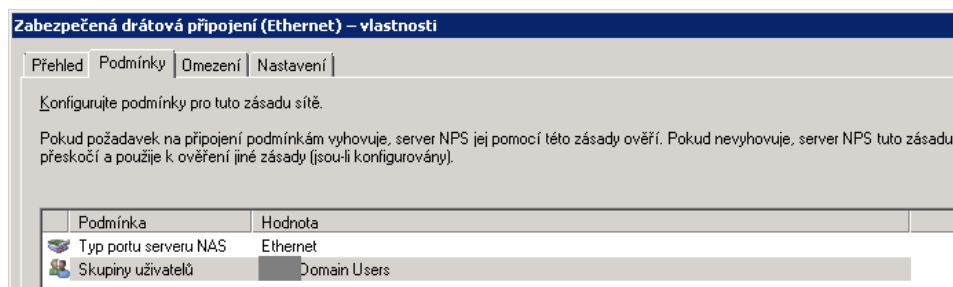 Zabezpečená drátová připojení (Ethernet) – vlastnosti
Přehled Podmínky Omezení Nastavení
Konfigurujte podmínky pro tuto zásadu sítě.
Pokud požadavek na připojení podmínkám vyhovuje, server NPS jej pomocí této zásady ověří. Pokud nevyhovuje, server NPS tuto zásadu
přeskočí a použije k ověření jiné zásady (jsou-li konfigurovány).
Podmínka Hodnota
Typ portu serveru NAS Ethernet
Skupiny uživatelů Domain Users